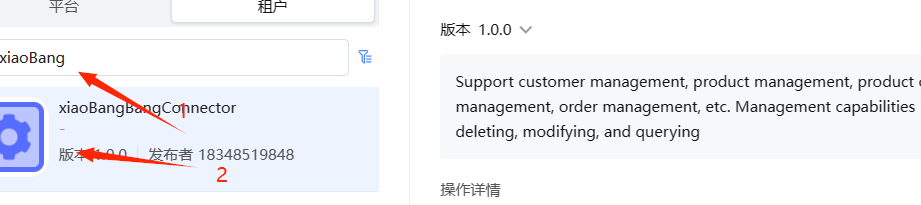 平台 租户
xiaoBang
xiaoBangBangConnector
-
版本 1.0.0 发布者 18348519848
1
2
版本 1.0.0
Support customer management, product management, product
management, order management, etc. Management capabilities
deleting, modifying, and querying
操作详情